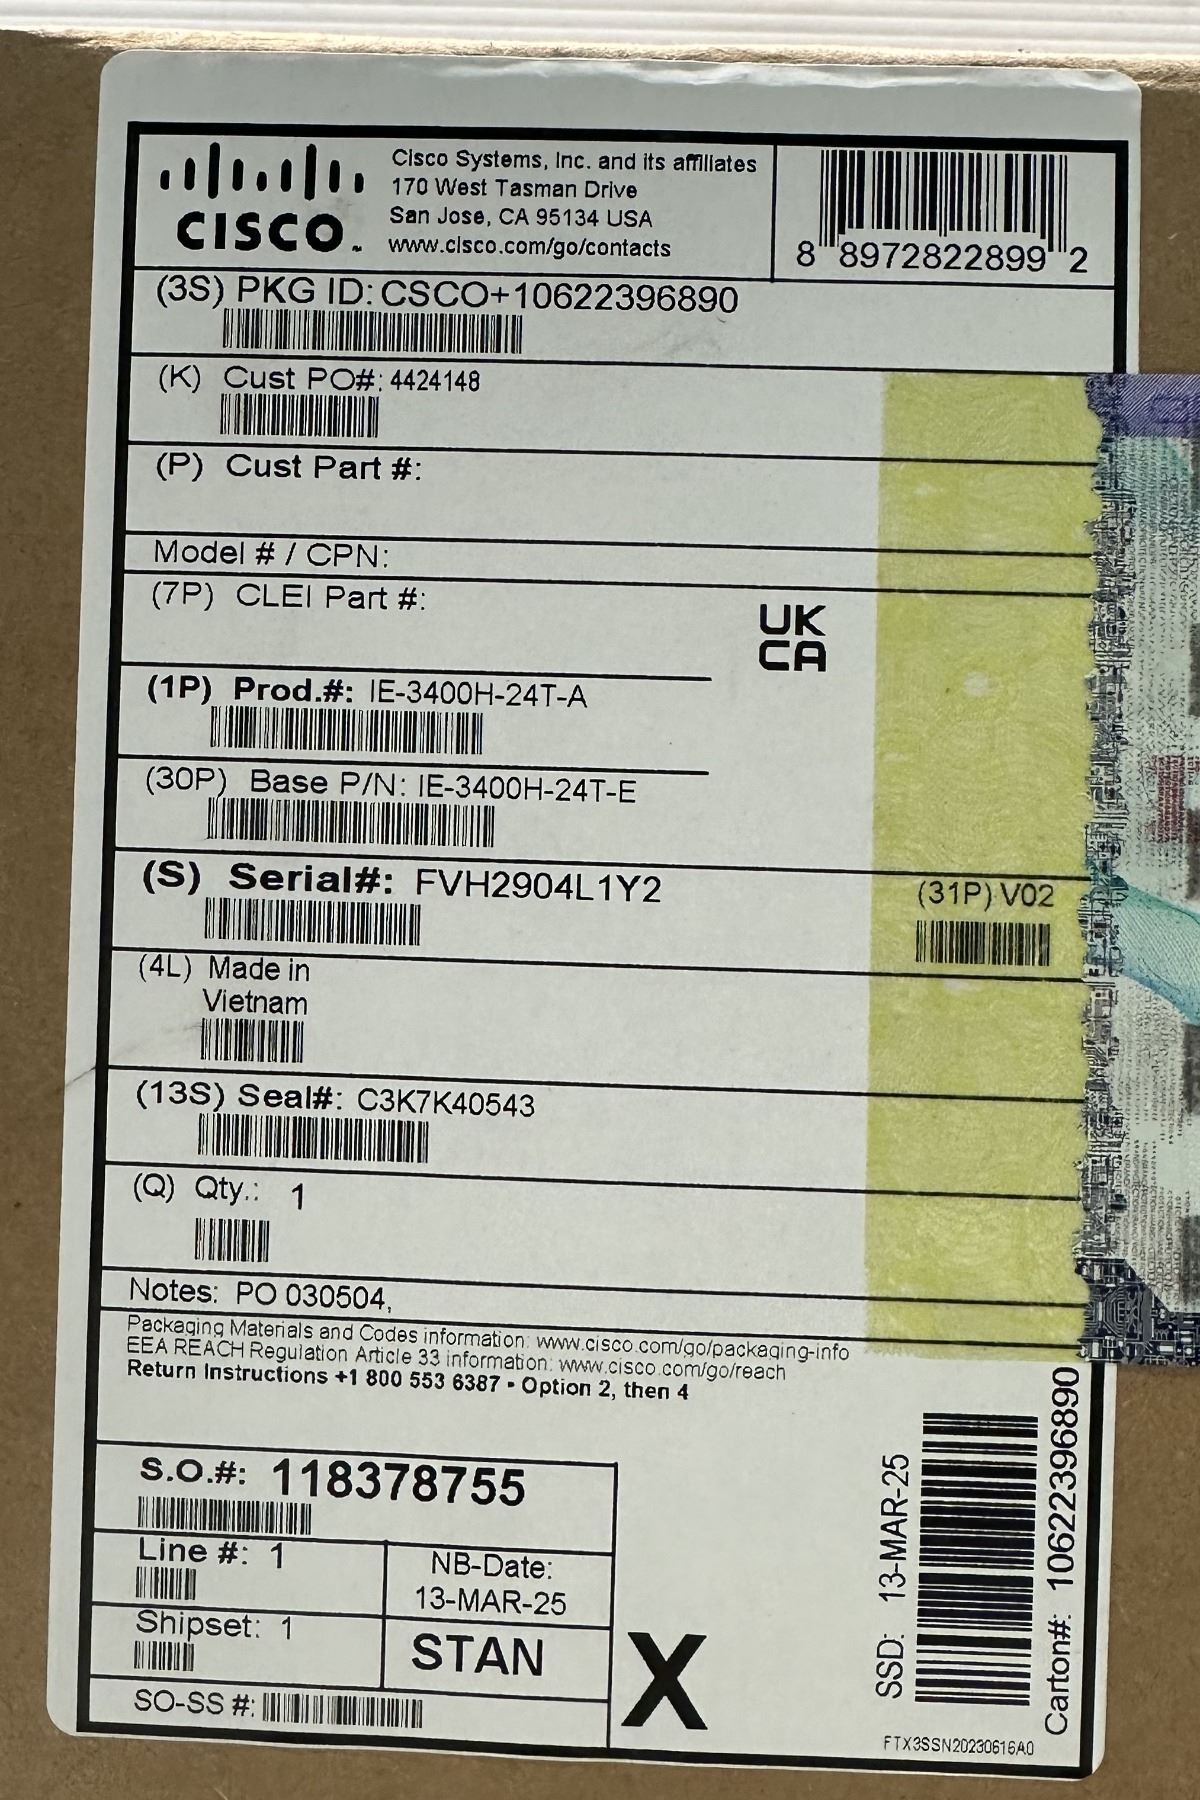 CISCO™
Cisco Systems, Inc. and its affiliates
170 West Tasman Drive
San Jose, CA 95134 USA
www.cisco.com/go/contacts
8 8972822899 2
(3S) PKG ID: CSCO+10622396890
(K) Cust PO#: 4424148
(P) Cust Part #:
Model # / CPN:
(7P) CLEI Part #:
UK
CA
(1P) Prod.#: IE-3400H-24T-A
(30P) Base P/N: IE-3400H-24T-E
(S) Serial#: FVH2904L1Y2
(31P) V02
(4L) Made in
Vietnam
(13S) Seal#: C3K7K40543
(Q) Qty.: 1
Notes: PO 030504,
Packaging Materials and Codes information: www.cisco.com/go/packaging-info
EEA REACH Regulation Article 33 information: www.cisco.com/go/reach
Return Instructions +1 800 553 6387 • Option 2, then 4
S.O.#: 118378755
Line #: 1
NB-Date:
13-MAR-25
Shipset: 1
STAN
SO-SS #:
X
SSD: 13-MAR-25
Carton#: 10622396890
FTX3SSN20230616A0